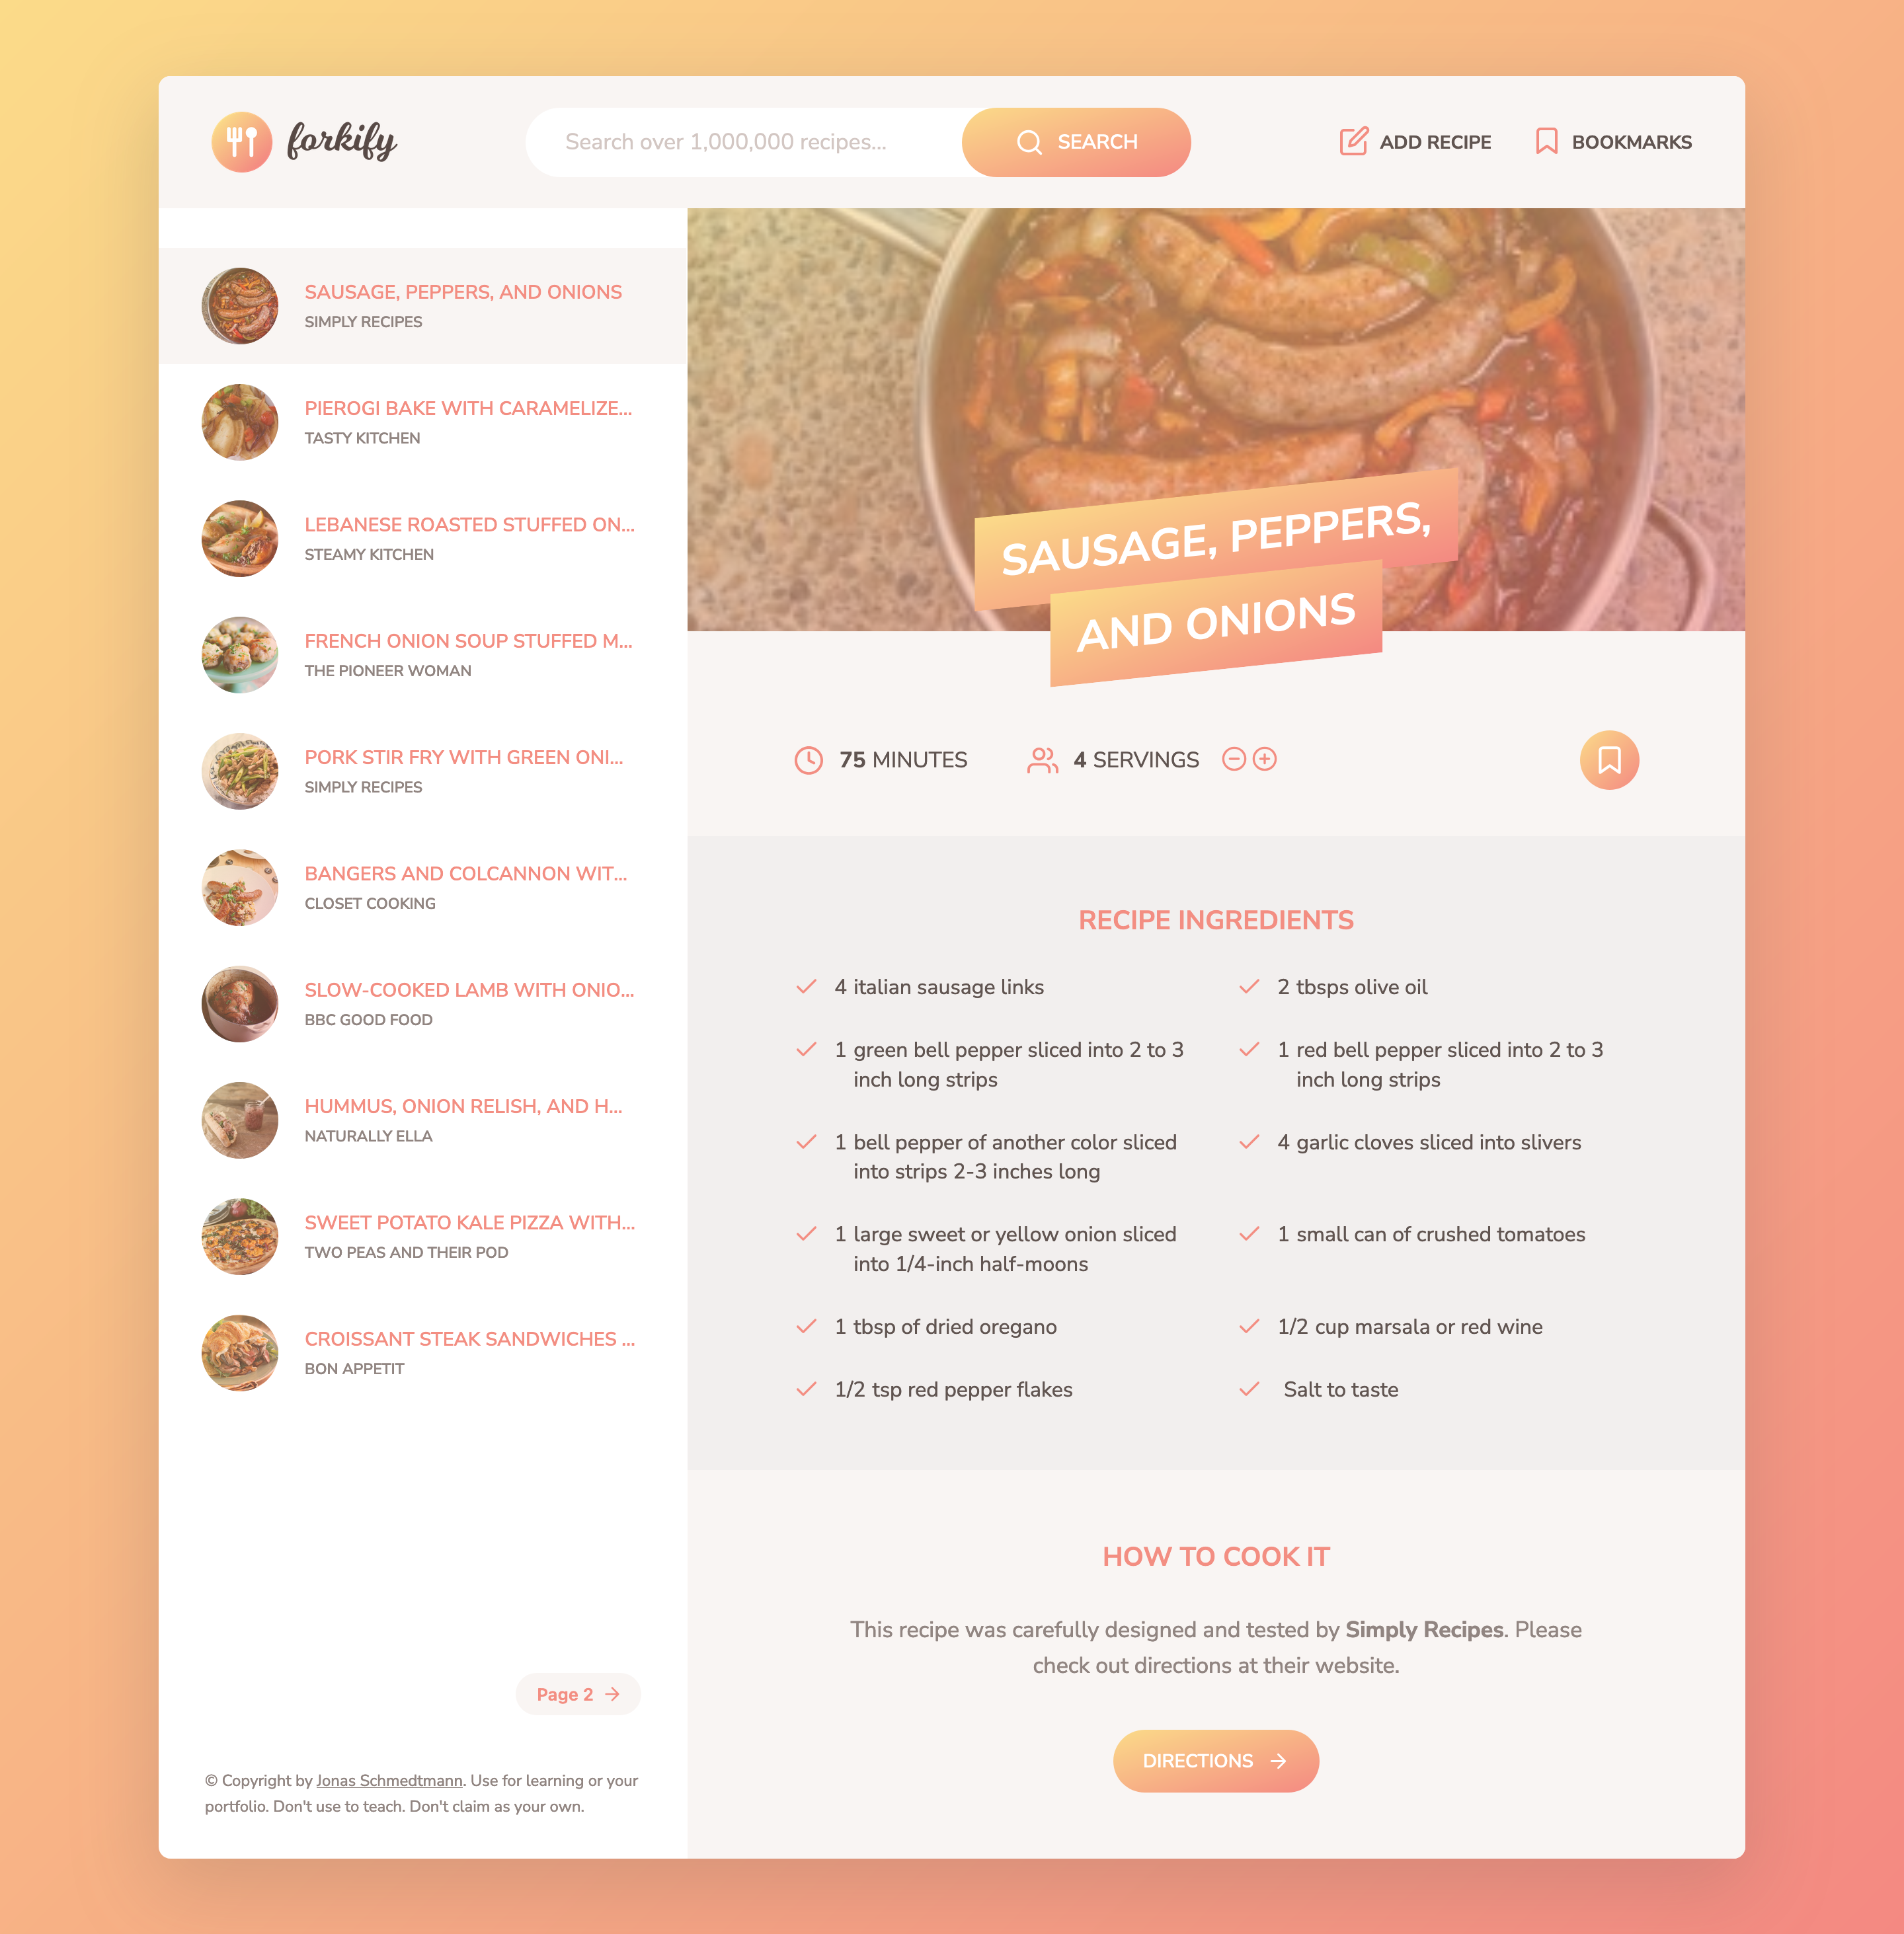 forkify
Search over 1,000,000 recipes...
SEARCH
ADD RECIPE
BOOKMARKS
SAUSAGE, PEPPERS, AND ONIONS
SIMPLY RECIPES
PIEROGI BAKE WITH CARAMELIZE...
TASTY KITCHEN
LEBANESE ROASTED STUFFED ON...
STEAMY KITCHEN
FRENCH ONION SOUP STUFFED M...
THE PIONEER WOMAN
PORK STIR FRY WITH GREEN ONI...
SIMPLY RECIPES
BANGERS AND COLCANNON WIT...
CLOSET COOKING
SLOW-COOKED LAMB WITH ONIO...
BBC GOOD FOOD
HUMMUS, ONION RELISH, AND H...
NATURALLY ELLA
SWEET POTATO KALE PIZZA WITH...
TWO PEAS AND THEIR POD
CROISSANT STEAK SANDWICHES ...
BON APPETIT
Page 2
© Copyright by Jonas Schmedtmann. Use for learning or your
portfolio. Don't use to teach. Don't claim as your own.
SAUSAGE, PEPPERS,
AND ONIONS
75 MINUTES
4 SERVINGS
RECIPE INGREDIENTS
4 italian sausage links
2 tbsps olive oil
1 green bell pepper sliced into 2 to 3
inch long strips
1 red bell pepper sliced into 2 to 3
inch long strips
1 bell pepper of another color sliced
into strips 2-3 inches long
4 garlic cloves sliced into slivers
1 large sweet or yellow onion sliced
into 1/4-inch half-moons
1 small can of crushed tomatoes
1 tbsp of dried oregano
1/2 cup marsala or red wine
1/2 tsp red pepper flakes
Salt to taste
HOW TO COOK IT
This recipe was carefully designed and tested by Simply Recipes. Please
check out directions at their website.
DIRECTIONS